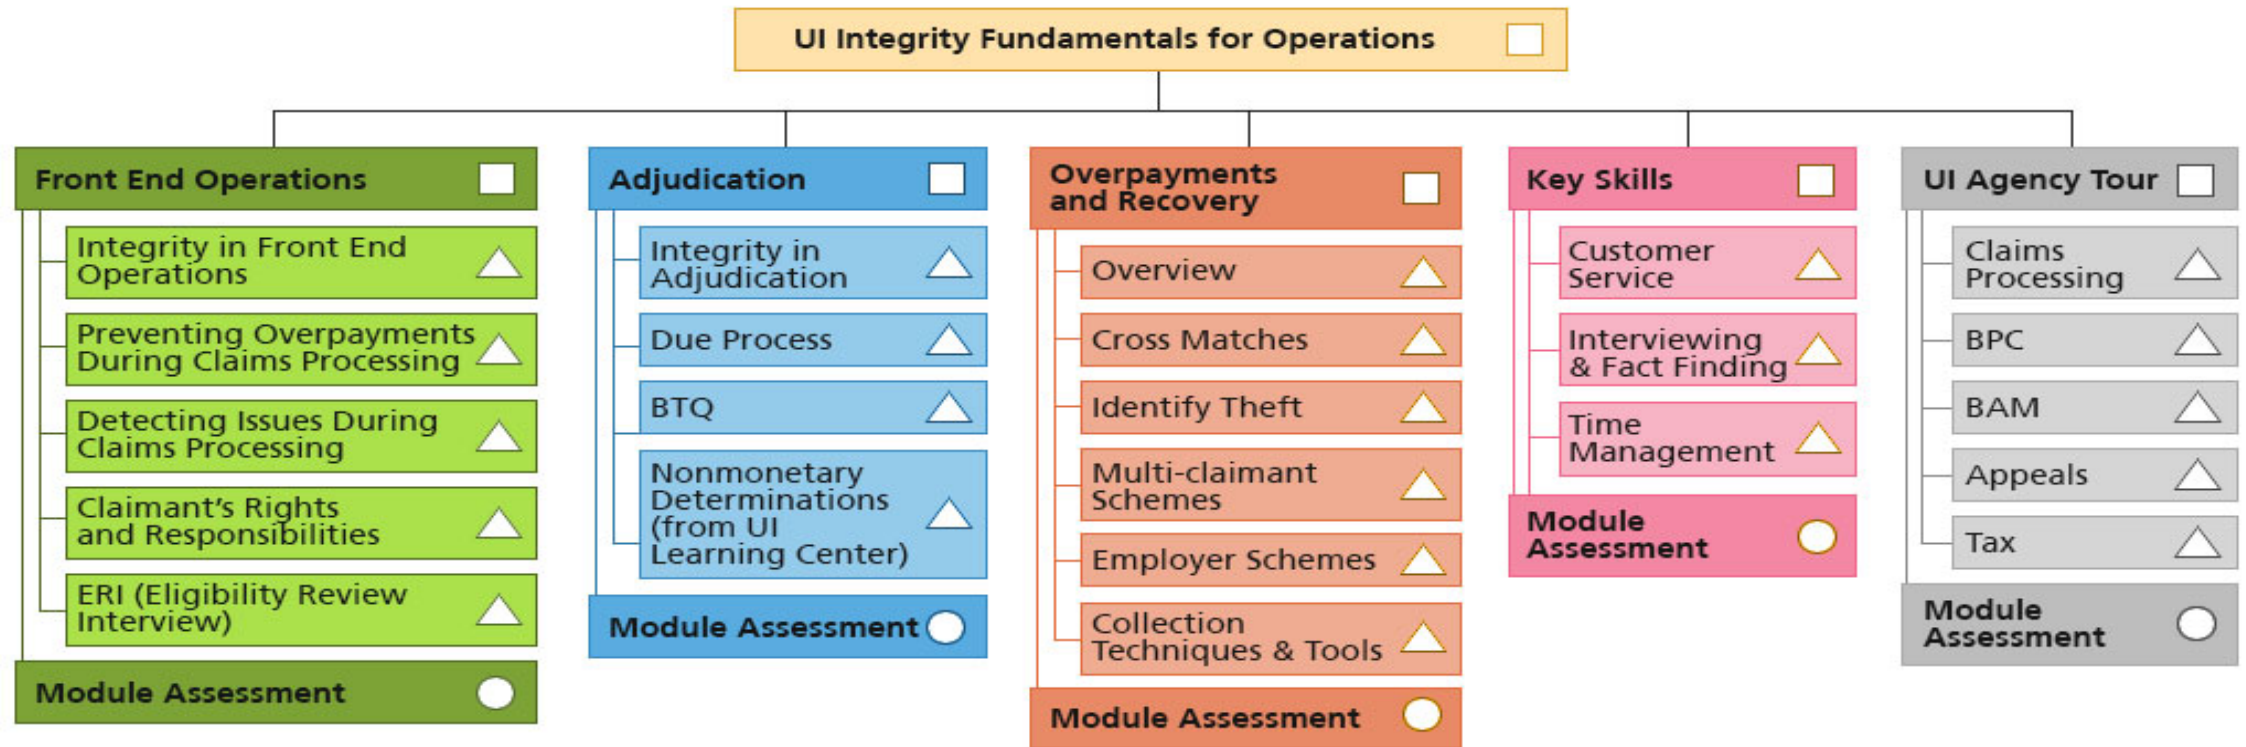 UI Integrity Fundamentals for Operations
Front End Operations
Integrity in Front End
Operations
Preventing Overpayments
During Claims Processing
Detecting Issues During
Claims Processing
Claimant’s Rights
and Responsibilities
ERI (Eligibility Review
Interview)
Module Assessment
Adjudication
Integrity in
Adjudication
Due Process
BTQ
Nonmonetary
Determinations
(from UI
Learning Center)
Module Assessment
Overpayments
and Recovery
Overview
Cross Matches
Identify Theft
Multi-claimant
Schemes
Employer Schemes
Collection
Techniques & Tools
Module Assessment
Key Skills
Customer
Service
Interviewing
& Fact Finding
Time
Management
Module
Assessment
UI Agency Tour
Claims
Processing
BPC
BAM
Appeals
Tax
Module
Assessment